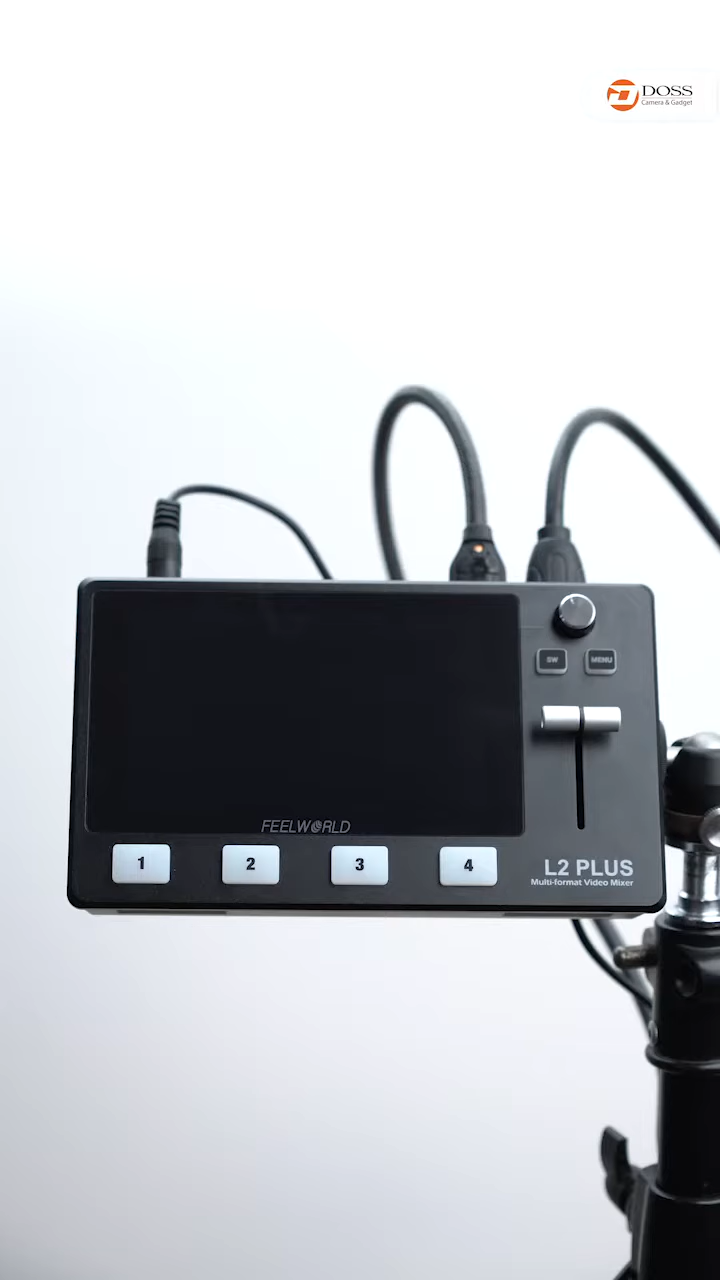 DOSS
Camera & Gadget
SW MENU
FEELWORLD
1 2 3 4
L2 PLUS
Multi-format Video Mixer